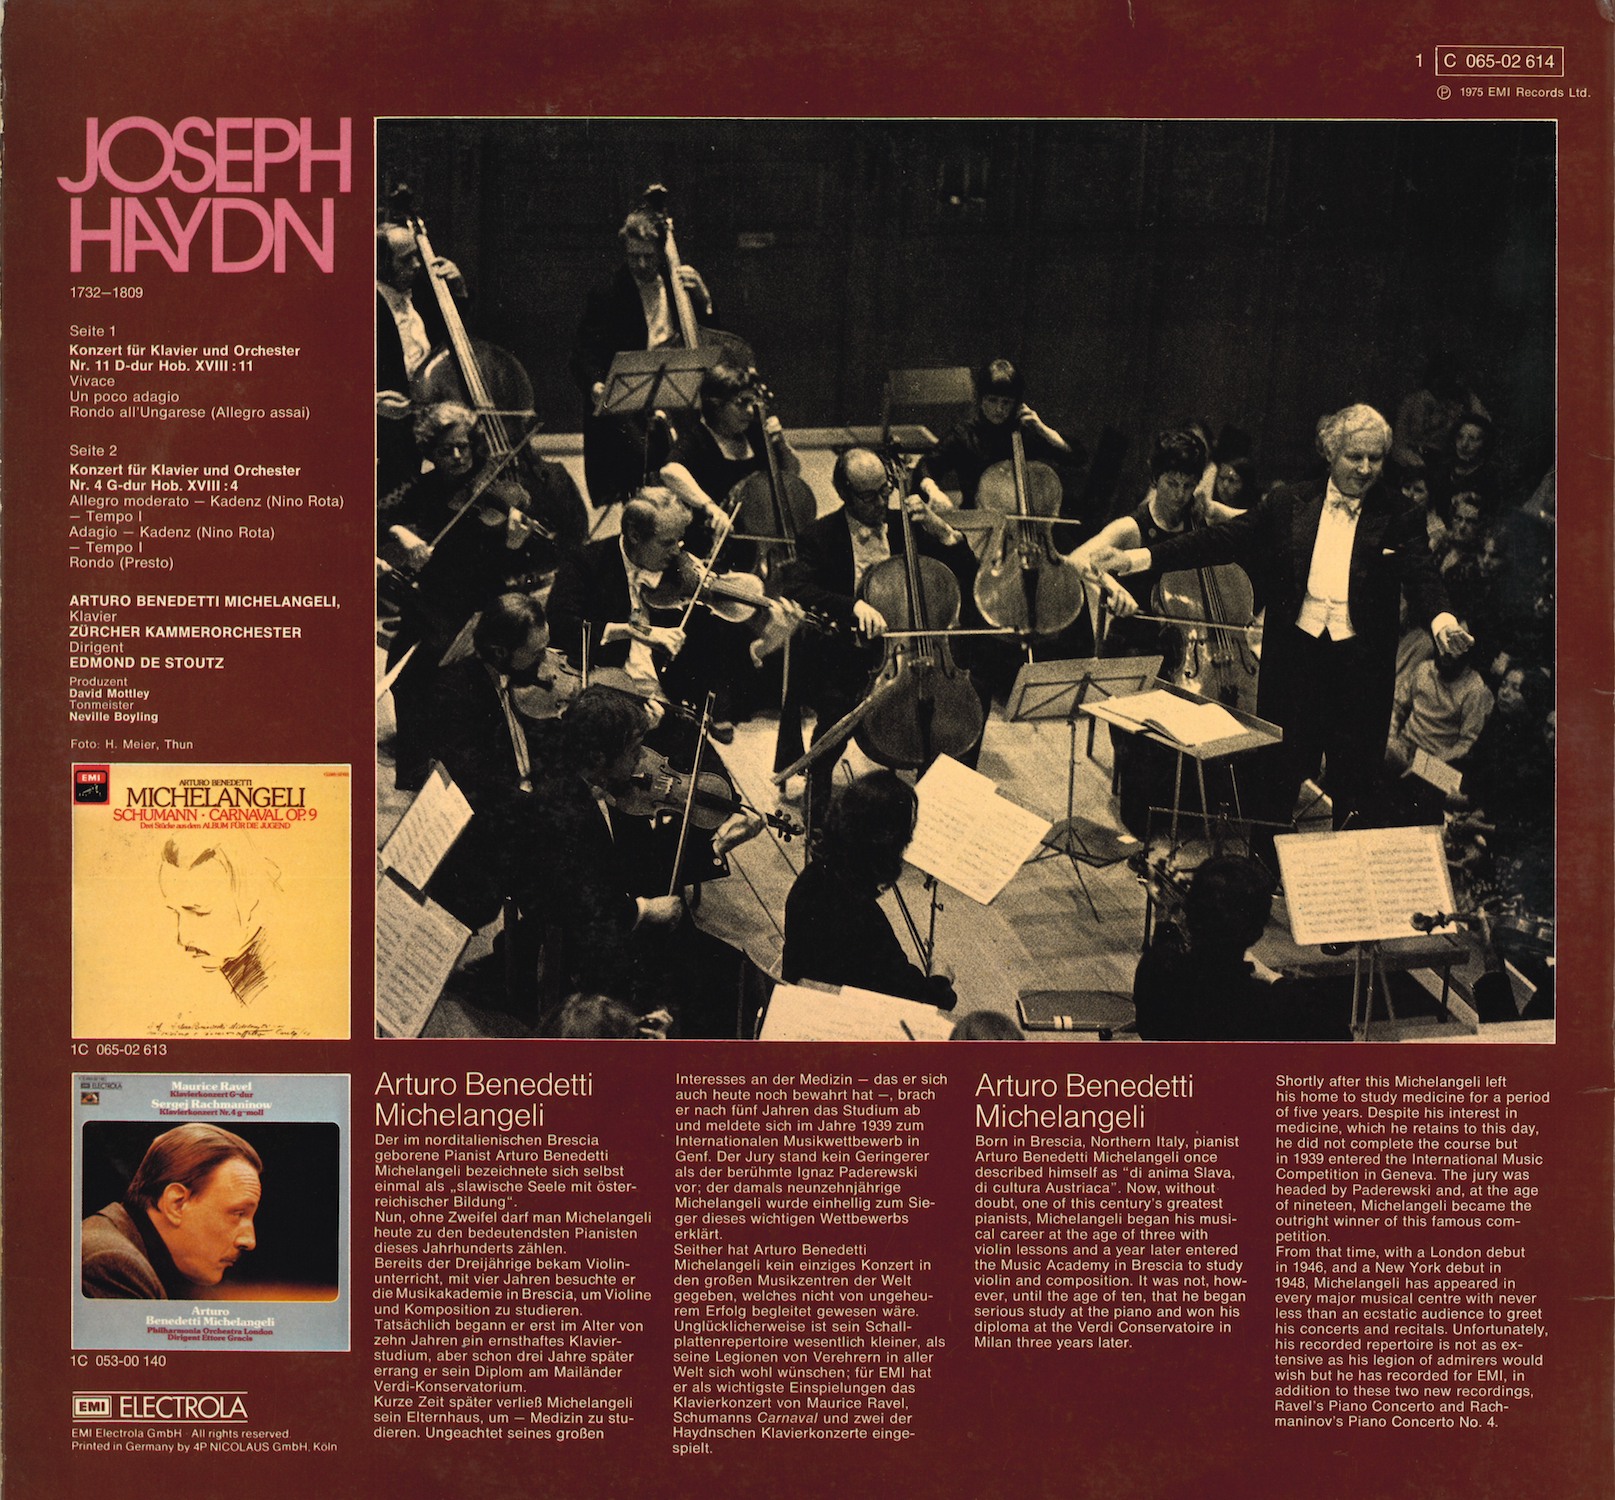 1 C 065-02 614
Ⓟ 1975 EMI Records Ltd.
JOSEPH
HAYDN
1732–1809
Seite 1
Konzert für Klavier und Orchester
Nr. 11 D-dur Hob. XVIII : 11
Vivace
Un poco adagio
Rondo all'Ungarese (Allegro assai)
Seite 2
Konzert für Klavier und Orchester
Nr. 4 G-dur Hob. XVIII : 4
Allegro moderato – Kadenz (Nino Rota)
– Tempo I
Adagio – Kadenz (Nino Rota)
– Tempo I
Rondo (Presto)
ARTURO BENEDETTI MICHELANGELI,
Klavier
ZÜRCHER KAMMERORCHESTER
Dirigent
EDMOND DE STOUTZ
Produzent
David Mottley
Tonmeister
Neville Boyling
Foto: H. Meier, Thun
EMI
ARTURO BENEDETTI
MICHELANGELI
SCHUMANN · CARNAVAL OP. 9
Drei Stücke aus dem ALBUM FÜR DIE JUGEND
1C 065-02 613
EMI ELECTROLA
Maurice Ravel
Klavierkonzert G-dur
Sergej Rachmaninow
Klavierkonzert Nr. 4 g-moll
Arturo
Benedetti Michelangeli
Philharmonia Orchestra London
Dirigent Ettore Gracis
1C 053-00 140
EMI ELECTROLA
EMI Electrola GmbH · All rights reserved.
Printed in Germany by 4P NICOLAUS GmbH, Köln
Arturo Benedetti
Michelangeli
Der im norditalienischen Brescia
geborene Pianist Arturo Benedetti
Michelangeli bezeichnete sich selbst
einmal als „slawische Seele mit öster-
reichischer Bildung“.
Nun, ohne Zweifel darf man Michelangeli
heute zu den bedeutendsten Pianisten
dieses Jahrhunderts zählen.
Bereits der Dreijährige bekam Violin-
unterricht, mit vier Jahren besuchte er
die Musikakademie in Brescia, um Violine
und Komposition zu studieren.
Tatsächlich begann er erst im Alter von
zehn Jahren ein ernsthaftes Klavier-
studium, aber schon drei Jahre später
errang er sein Diplom am Mailänder
Verdi-Konservatorium.
Kurze Zeit später verließ Michelangeli
sein Elternhaus, um – Medizin zu stu-
dieren. Ungeachtet seines großen
Interesses an der Medizin – das er sich
auch heute noch bewahrt hat –, brach
er nach fünf Jahren das Studium ab
und meldete sich im Jahre 1939 zum
Internationalen Musikwettbewerb in
Genf. Der Jury stand kein Geringerer
als der berühmte Ignaz Paderewski
vor; der damals neunzehnjährige
Michelangeli wurde einhellig zum Sie-
ger dieses wichtigen Wettbewerbs
erklärt.
Seither hat Arturo Benedetti
Michelangeli kein einziges Konzert in
den großen Musikzentren der Welt
gegeben, welches nicht von ungeheu-
rem Erfolg begleitet gewesen wäre.
Unglücklicherweise ist sein Schall-
plattenrepertoire wesentlich kleiner, als
seine Legionen von Verehrern in aller
Welt sich wohl wünschen; für EMI hat
er als wichtigste Einspielungen das
Klavierkonzert von Maurice Ravel,
Schumanns Carnaval und zwei der
Haydnschen Klavierkonzerte einge-
spielt.
Arturo Benedetti
Michelangeli
Born in Brescia, Northern Italy, pianist
Arturo Benedetti Michelangeli once
described himself as “di anima Slava,
di cultura Austriaca”. Now, without
doubt, one of this century's greatest
pianists, Michelangeli began his musi-
cal career at the age of three with
violin lessons and a year later entered
the Music Academy in Brescia to study
violin and composition. It was not, how-
ever, until the age of ten, that he began
serious study at the piano and won his
diploma at the Verdi Conservatoire in
Milan three years later.
Shortly after this Michelangeli left
his home to study medicine for a period
of five years. Despite his interest in
medicine, which he retains to this day,
he did not complete the course but
in 1939 entered the International Music
Competition in Geneva. The jury was
headed by Paderewski and, at the age
of nineteen, Michelangeli became the
outright winner of this famous com-
petition.
From that time, with a London debut
in 1946, and a New York debut in
1948, Michelangeli has appeared in
every major musical centre with never
less than an ecstatic audience to greet
his concerts and recitals. Unfortunately,
his recorded repertoire is not as ex-
tensive as his legion of admirers would
wish but he has recorded for EMI, in
addition to these two new recordings,
Ravel's Piano Concerto and Rach-
maninov's Piano Concerto No. 4.